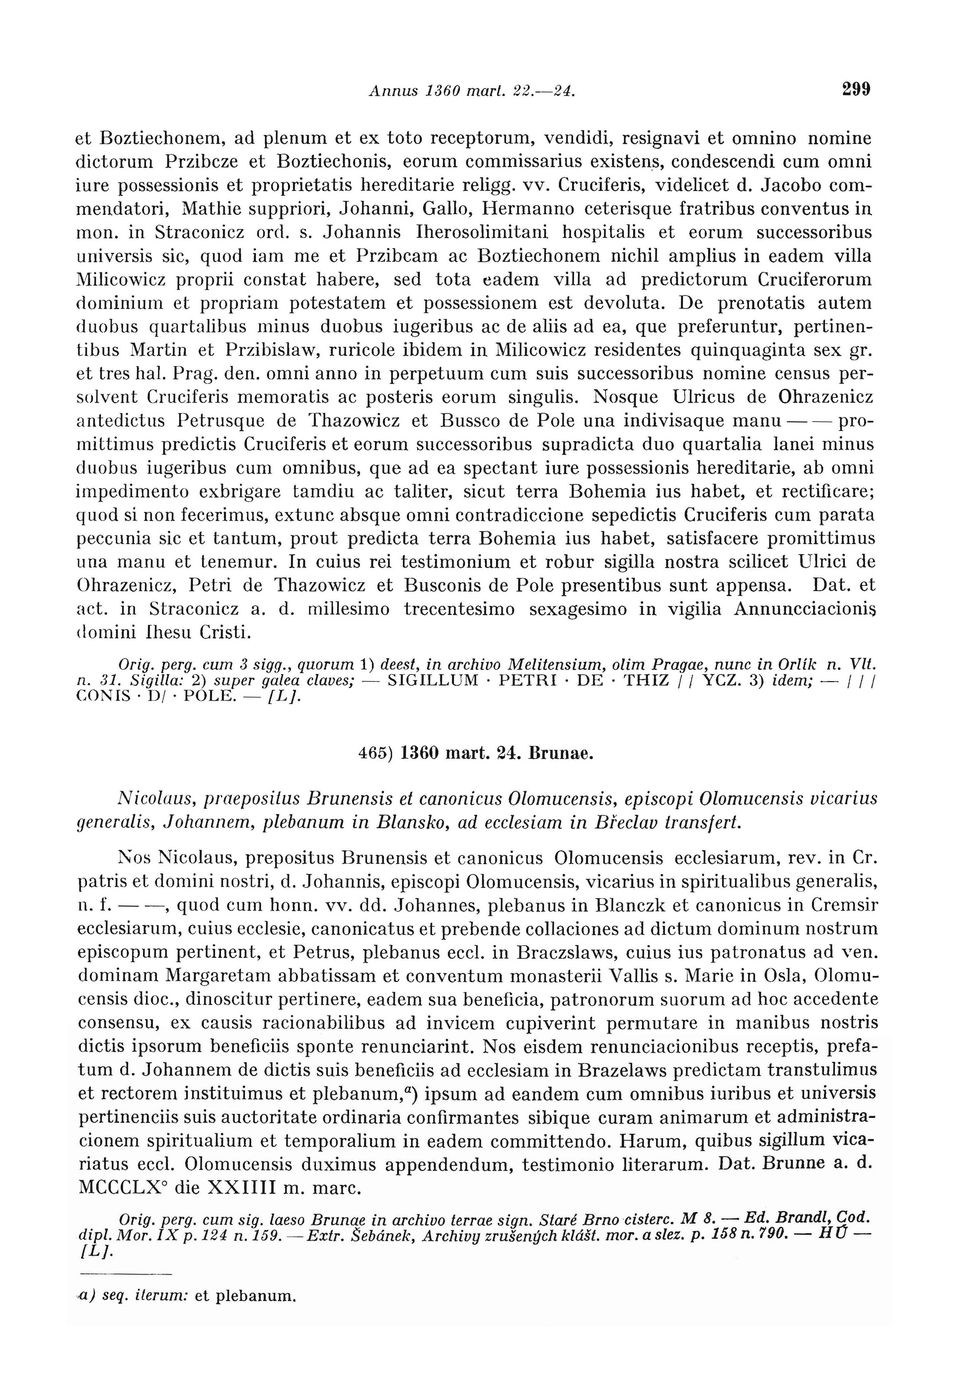 Annus 1360 mart. 22.—24. 299
et Boztiechonem, ad plenum et ex toto receptorum, vendidi, resignavi et omnino nomine
dictorum Przibcze et Boztiechonis, eorum commissarius existens, condescendi cum omni
iure possessionis et proprietatis hereditarie religg. vv. Cruciferis, videlicet d. Jacobo com-
mendatori, Mathie suppriori, Johanni, Gallo, Hermanno ceterisque fratribus conventus in
mon. in Straconicz ord. s. Johannis Iherosolimitani hospitalis et eorum successoribus
universis sic, quod iam me et Przibcam ac Boztiechonem nichil amplius in eadem villa
Milicowicz proprii constat habere, sed tota eadem villa ad predictorum Cruciferorum
dominium et propriam potestatem et possessionem est devoluta. De prenotatis autem
duobus quartalibus minus duobus iugeribus ac de aliis ad ea, que preferuntur, pertinen-
tibus Martin et Przibislaw, ruricole ibidem in Milicowicz residentes quinquaginta sex gr.
et tres hal. Prag. den. omni anno in perpetuum cum suis successoribus nomine census per-
solvent Cruciferis memoratis ac posteris eorum singulis. Nosque Ulricus de Ohrazenicz
antedictus Petrusque de Thazowicz et Bussco de Pole una indivisaque manu — — pro-
mittimus predictis Cruciferis et eorum successoribus supradicta duo quartalia lanei minus
duobus iugeribus cum omnibus, que ad ea spectant iure possessionis hereditarie, ab omni
impedimento exbrigare tamdiu ac taliter, sicut terra Bohemia ius habet, et rectificare;
quod si non fecerimus, extunc absque omni contradiccione sepedictis Cruciferis cum parata
peccunia sic et tantum, prout predicta terra Bohemia ius habet, satisfacere promittimus
una manu et tenemur. In cuius rei testimonium et robur sigilla nostra scilicet Ulrici de
Ohrazenicz, Petri de Thazowicz et Busconis de Pole presentibus sunt appensa. Dat. et
act. in Straconicz a. d. millesimo trecentesimo sexagesimo in vigilia Annuncciacionis
domini Ihesu Cristi.
Orig. perg. cum 3 sigg., quorum 1) deest, in archivo Melitensium, olim Pragae, nunc in Orlík n. Vlt.
n. 31. Sigilla: 2) super galea claves; — SIGILLUM · PETRI · DE · THIZ / / YCZ. 3) idem; — / / /
CONIS · D/ · POLE. — [L].
465) 1360 mart. 24. Brunae.
Nicolaus, praepositus Brunensis et canonicus Olomucensis, episcopi Olomucensis vicarius
generalis, Johannem, plebanum in Blansko, ad ecclesiam in Břeclav transfert.
Nos Nicolaus, prepositus Brunensis et canonicus Olomucensis ecclesiarum, rev. in Cr.
patris et domini nostri, d. Johannis, episcopi Olomucensis, vicarius in spiritualibus generalis,
n. f. — —, quod cum honn. vv. dd. Johannes, plebanus in Blanczk et canonicus in Cremsir
ecclesiarum, cuius ecclesie, canonicatus et prebende collaciones ad dictum dominum nostrum
episcopum pertinent, et Petrus, plebanus eccl. in Braczslaws, cuius ius patronatus ad ven.
dominam Margaretam abbatissam et conventum monasterii Vallis s. Marie in Osla, Olomu-
censis dioc., dinoscitur pertinere, eadem sua beneficia, patronorum suorum ad hoc accedente
consensu, ex causis racionabilibus ad invicem cupiverint permutare in manibus nostris
dictis ipsorum beneficiis sponte renunciarint. Nos eisdem renunciacionibus receptis, prefa-
tum d. Johannem de dictis suis beneficiis ad ecclesiam in Brazelaws predictam transtulimus
et rectorem instituimus et plebanum,a) ipsum ad eandem cum omnibus iuribus et universis
pertinenciis suis auctoritate ordinaria confirmantes sibique curam animarum et administra-
cionem spiritualium et temporalium in eadem committendo. Harum, quibus sigillum vica-
riatus eccl. Olomucensis duximus appendendum, testimonio literarum. Dat. Brunne a. d.
MCCCLX° die XXIIII m. marc.
Orig. perg. cum sig. laeso Brunae in archivo terrae sign. Staré Brno cisterc. M 8. — Ed. Brandl, Cod.
dipl. Mor. IX p. 124 n. 159. — Extr. Šebánek, Archivy zrušených klášt. mor. a slez. p. 158 n. 790. — HÚ —
[L].
a) seq. iterum: et plebanum.